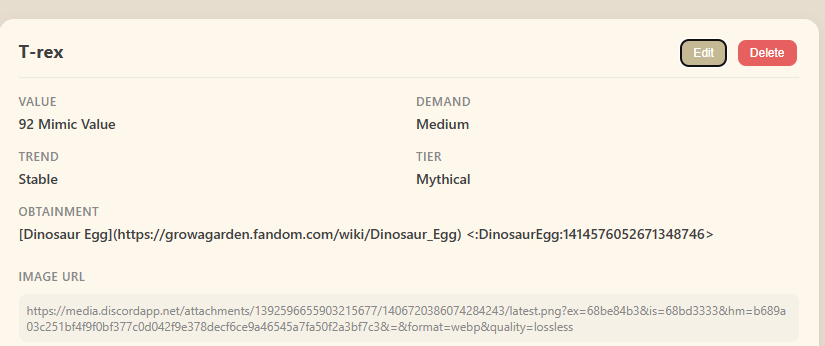 T-rex
Edit
Delete
VALUE
DEMAND
92 Mimic Value
Medium
TREND
TIER
Stable
Mythical
OBTAINMENT
[Dinosaur Egg](https://growagarden.fandom.com/wiki/Dinosaur_Egg) <:DinosaurEgg:1414576052671348746>
IMAGE URL
https://media.discordapp.net/attachments/1392596655903215677/1406720386074284243/latest.png?ex=68be84b3&is=68bd3333&hm=b689a
03c251bf4f9f0bf377c0d042f9e378decf6ce9a46545a7fa50f2a3bf7c3&=&format=webp&quality=lossless